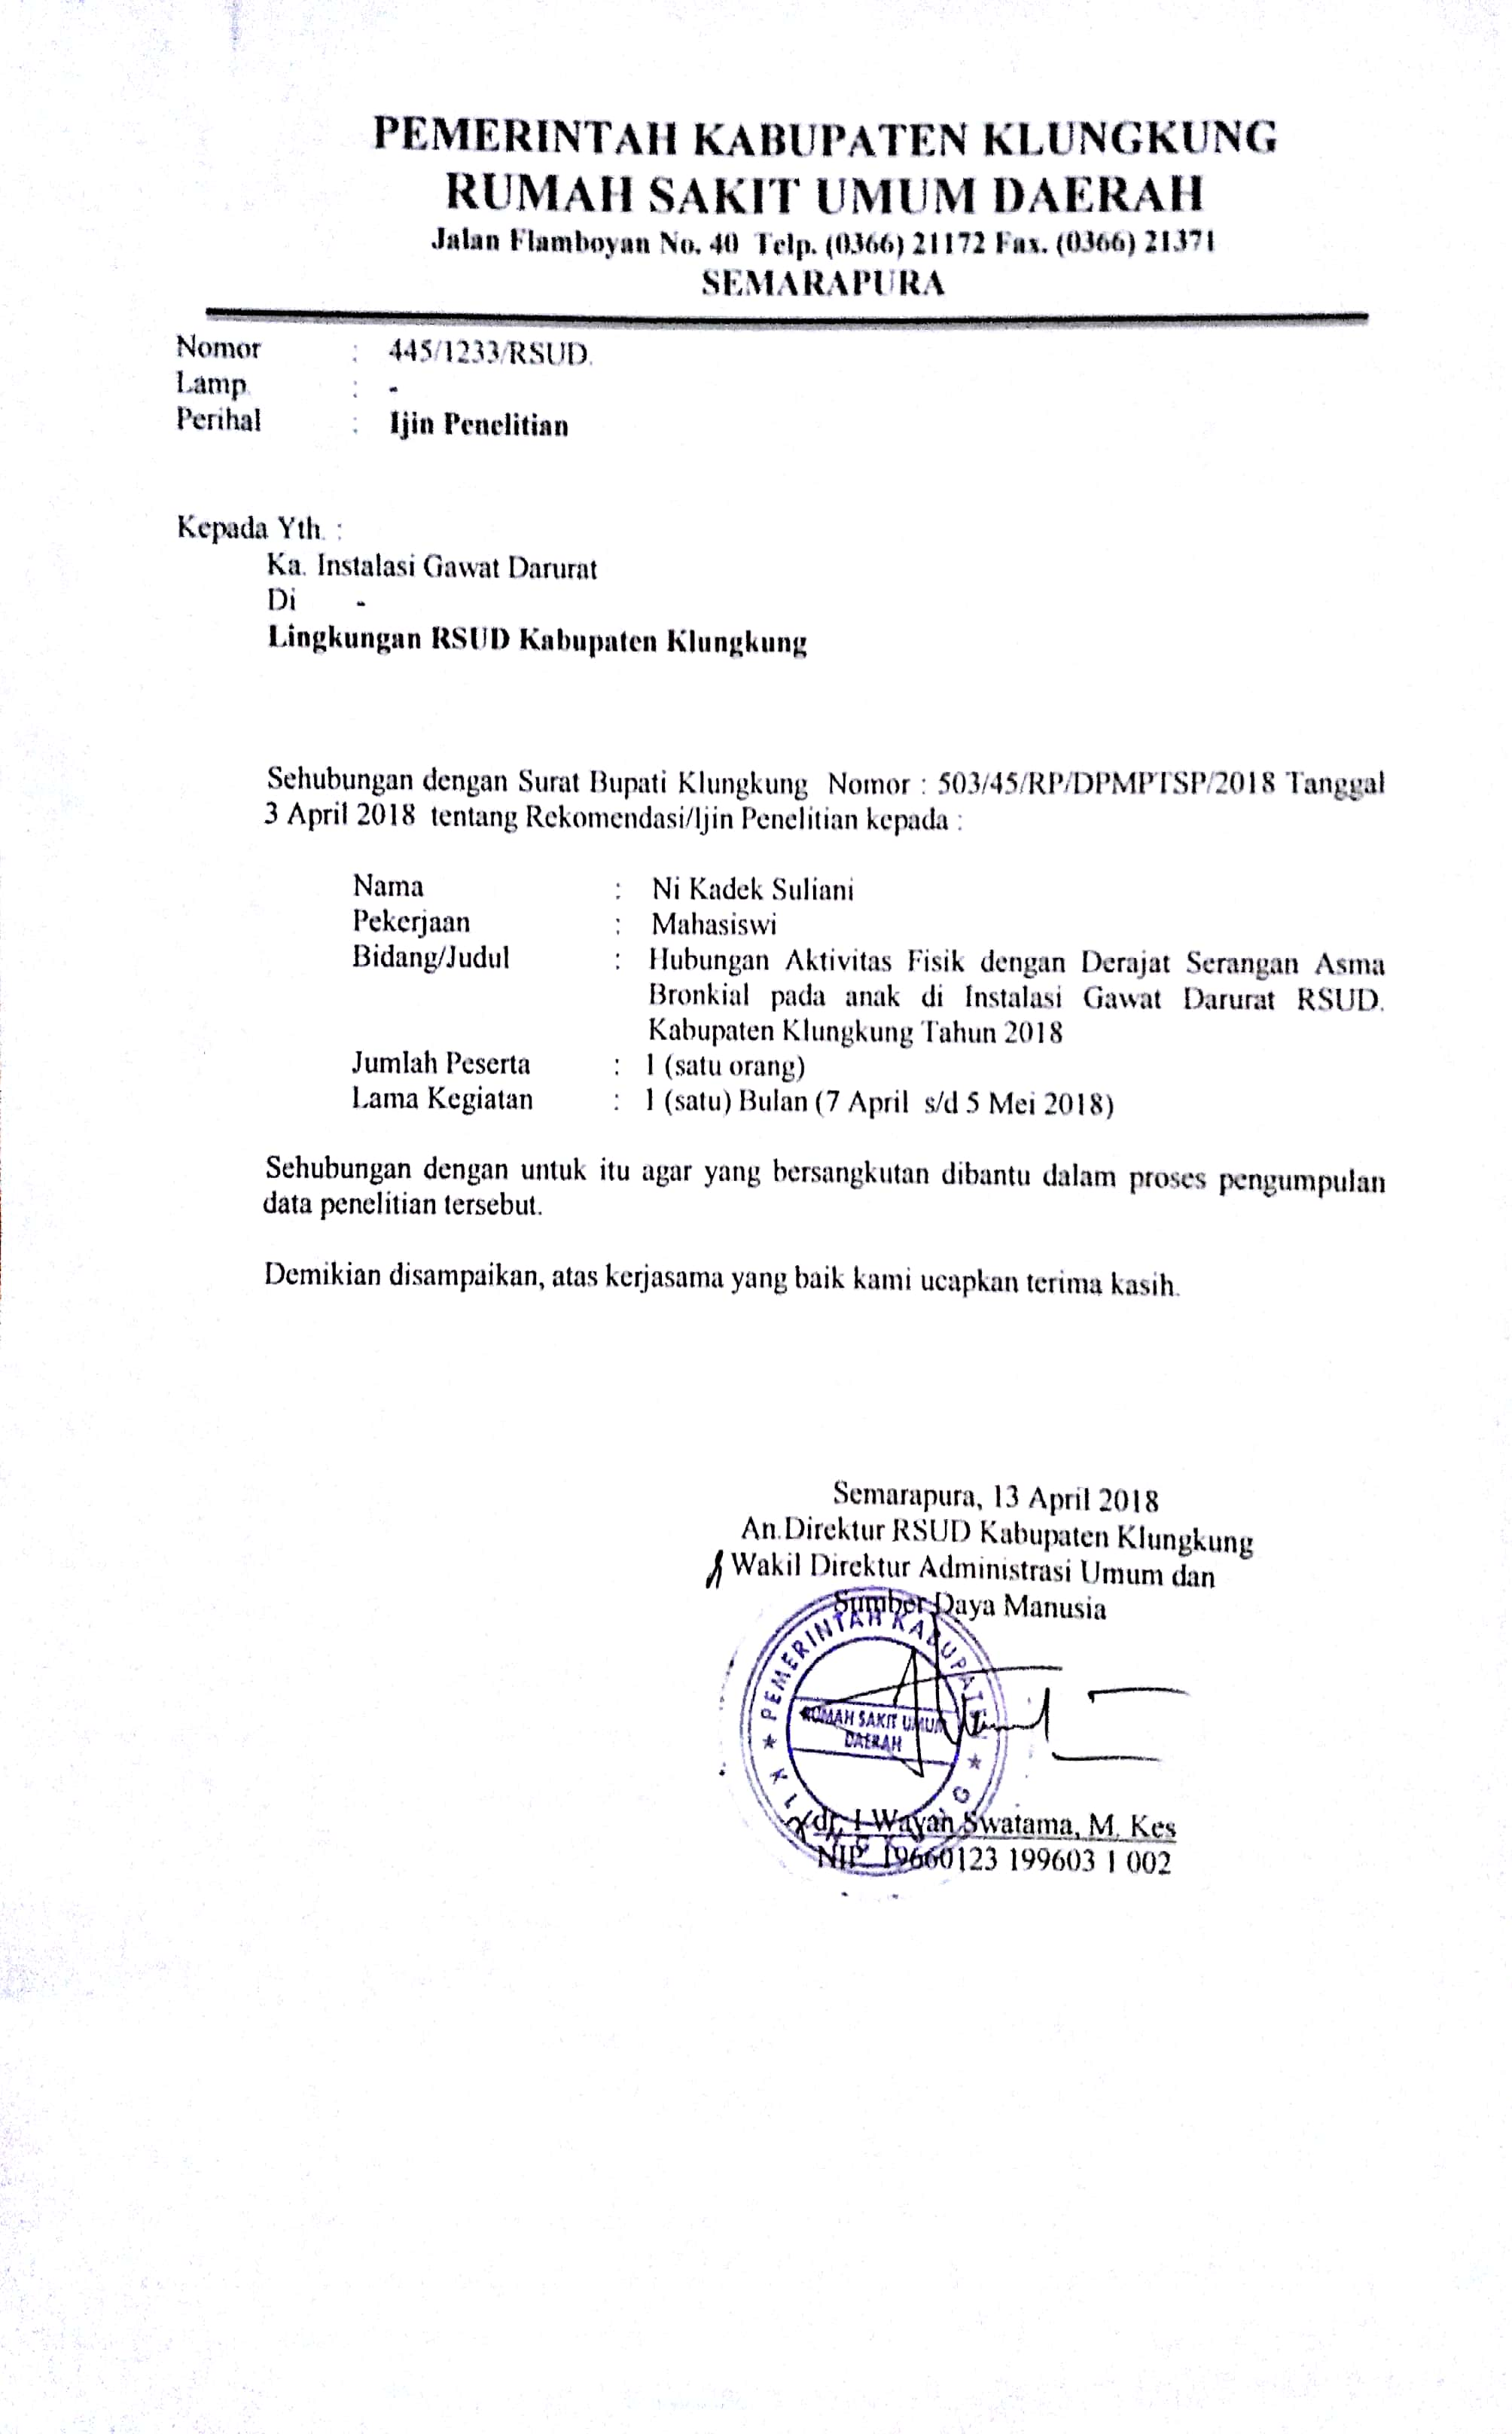 PEMERINTAH KABUPATEN KLUNGKUNG
RUMAH SAKIT UMUM DAERAH
Jalan Flamboyan No. 40 Telp. (0366) 21172 Fax. (0366) 21371
SEMARAPURA
Nomor : 445/1233/RSUD.
Lamp : -
Perihal : Ijin Penelitian
Kepada Yth. :
Ka. Instalasi Gawat Darurat
Di -
Lingkungan RSUD Kabupaten Klungkung
Sehubungan dengan Surat Bupati Klungkung Nomor : 503/45/RP/DPMPTSP/2018 Tanggal
3 April 2018 tentang Rekomendasi/Ijin Penelitian kepada :
Nama : Ni Kadek Suliani
Pekerjaan : Mahasiswi
Bidang/Judul : Hubungan Aktivitas Fisik dengan Derajat Serangan Asma
Bronkial pada anak di Instalasi Gawat Darurat RSUD.
Kabupaten Klungkung Tahun 2018
Jumlah Peserta : 1 (satu orang)
Lama Kegiatan : 1 (satu) Bulan (7 April s/d 5 Mei 2018)
Sehubungan dengan untuk itu agar yang bersangkutan dibantu dalam proses pengumpulan
data penelitian tersebut.
Demikian disampaikan, atas kerjasama yang baik kami ucapkan terima kasih.
Semarapura, 13 April 2018
An.Direktur RSUD Kabupaten Klungkung
Wakil Direktur Administrasi Umum dan
Sumber Daya Manusia
PEMERINTAH KABUPATEN
RUMAH SAKIT UMUM
DAERAH
dr. I Wayan Swatama, M. Kes
NIP 19660123 199603 1 002